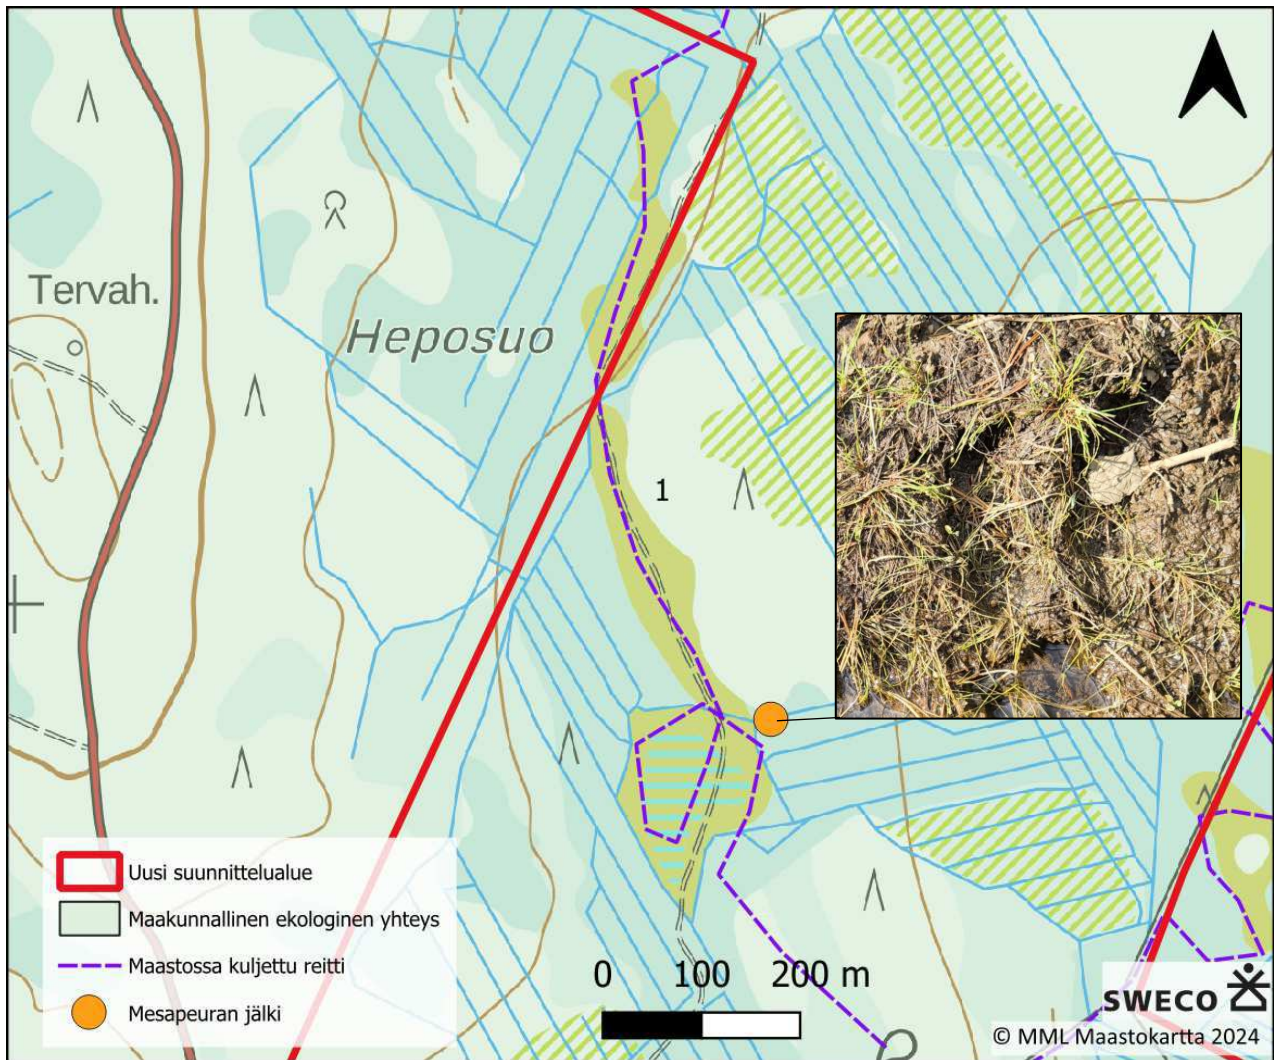 Tervah.
Heposuo
1
Uusi suunnittelualue
Maakunnallinen ekologinen yhteys
Maastossa kuljettu reitti
Mesapeuran jälki
0 100 200 m
SWECO
© MML Maastokartta 2024